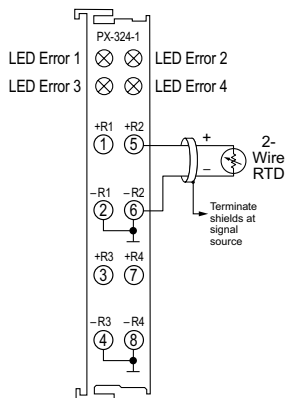 PX-324-1
LED Error 1 LED Error 2
LED Error 3 LED Error 4
+R1 +R2
1 5
+ 2-
Wire
RTD
–
–R1 –R2
2 6
Terminate
shields at
signal
source
+R3 +R4
3 7
–R3 –R4
4 8